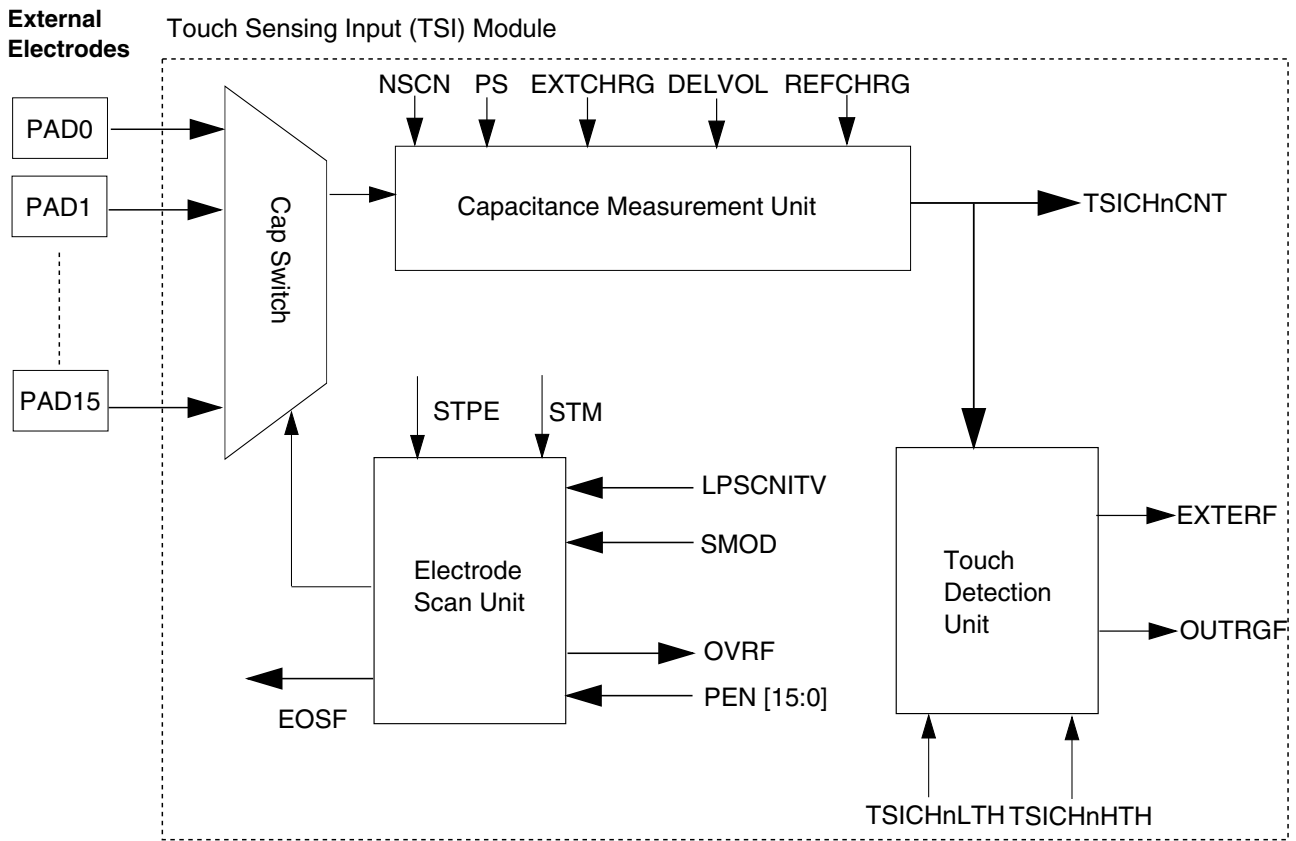 External
Electrodes
Touch Sensing Input (TSI) Module
NSCN PS EXTCHRG DELVOL REFCHRG
PAD0
PAD1
PAD15
Cap Switch
Capacitance Measurement Unit
TSICHnCNT
STPE
STM
LPSCNITV
SMOD
Electrode
Scan Unit
OVRF
PEN [15:0]
EOSF
Touch
Detection
Unit
EXTERF
OUTRGF
TSICHnLTH TSICHnHTH